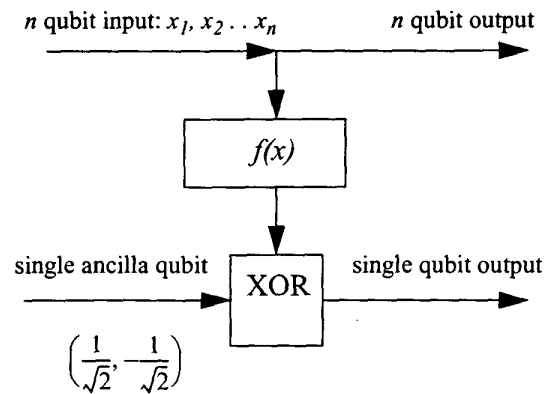 n qubit input: x₁, x₂ . . xₙ
n qubit output
f(x)
single ancilla qubit
XOR
single qubit output
(1/√2, -1/√2)